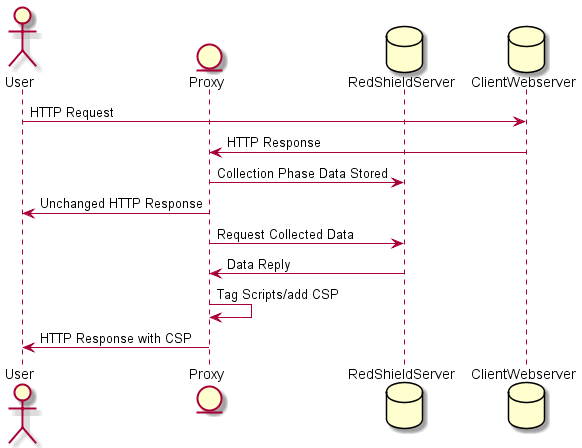 User
Proxy
RedShieldServer
ClientWebserver
HTTP Request
HTTP Response
Collection Phase Data Stored
Unchanged HTTP Response
Request Collected Data
Data Reply
Tag Scripts/add CSP
HTTP Response with CSP
User
Proxy
RedShieldServer
ClientWebserver